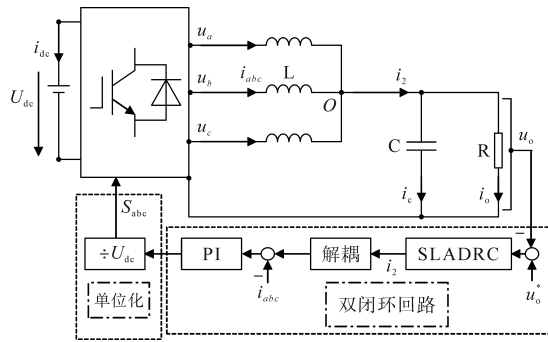 i_dc
U_dc
u_a
u_b
u_c
i_abc
L
O
i_2
C
R
u_o
i_c
i_o
S_abc
÷U_dc
PI
解耦
SLADRC
i_2
−
−
i_abc
u_o^*
单位化
双闭环回路